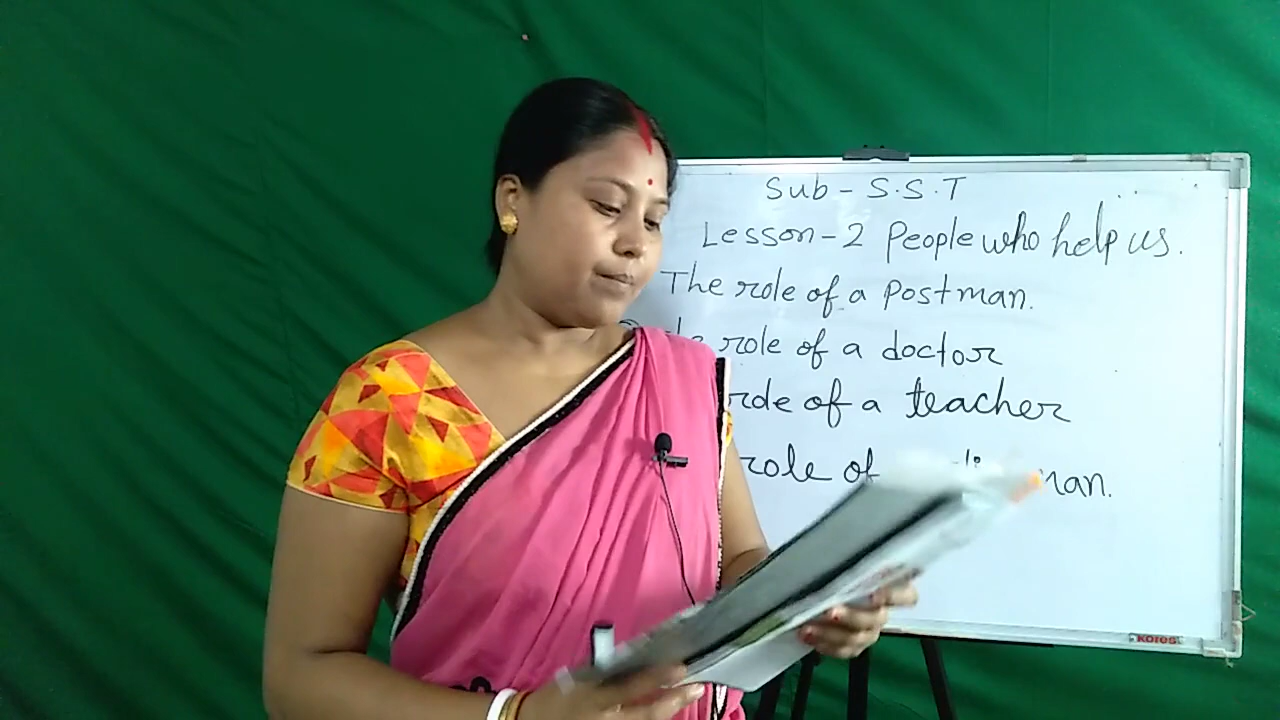 Sub - S.S.T
Lesson - 2 People who help us.
The role of a Postman.
role of a doctor
role of a teacher
role of
KORES